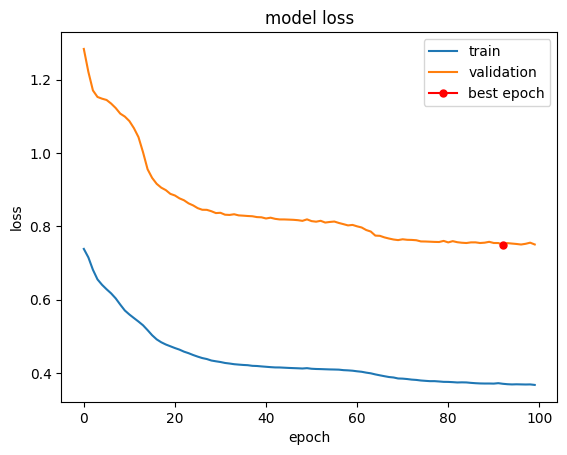 model loss
train
validation
best epoch
1.2
1.0
0.8
0.6
0.4
loss
0
20
40
60
80
100
epoch